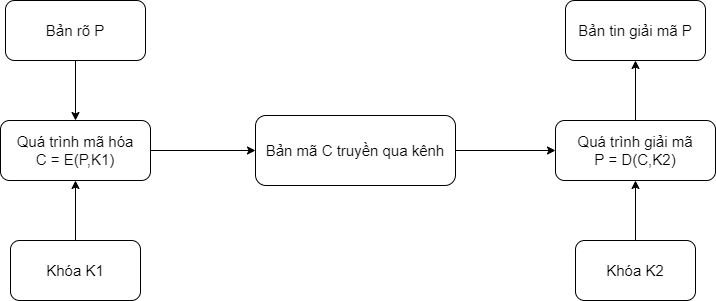 Bản rõ P
Bản tin giải mã P
Quá trình mã hóa
C = E(P,K1)
Bản mã C truyền qua kênh
Quá trình giải mã
P = D(C,K2)
Khóa K1
Khóa K2